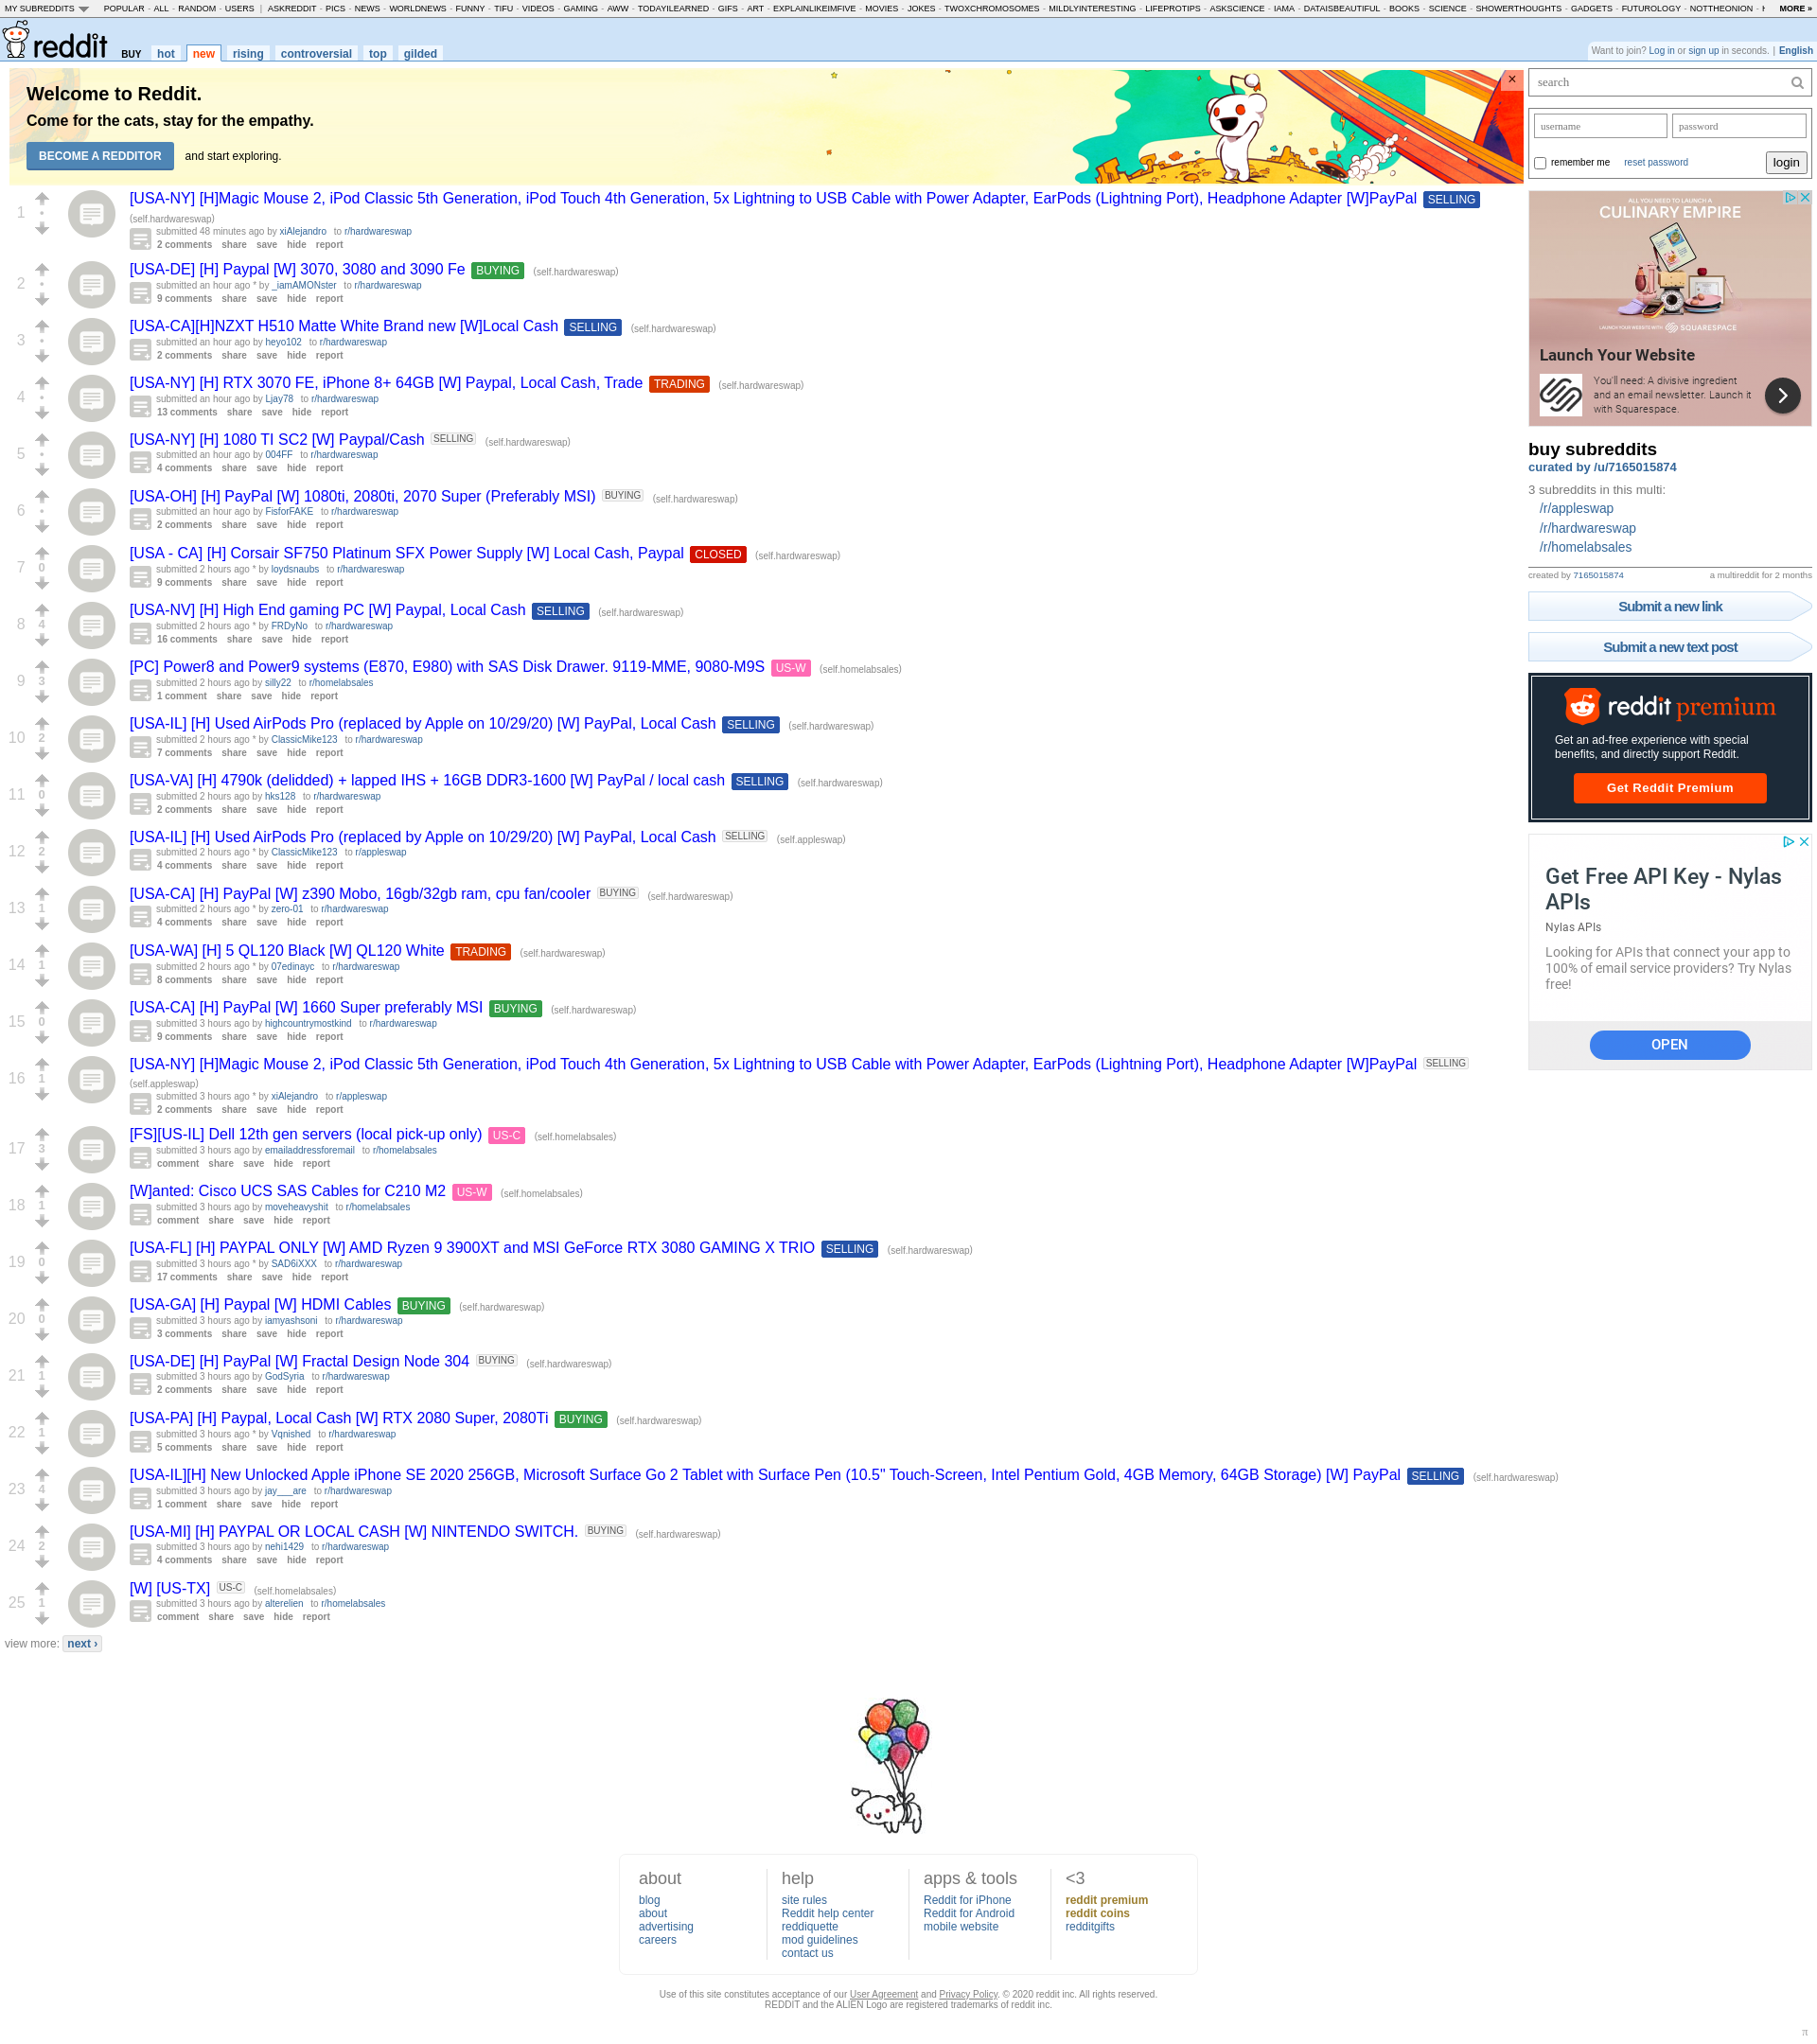 MY SUBREDDITS POPULAR - ALL - RANDOM - USERS | ASKREDDIT - PICS - NEWS - WORLDNEWS - FUNNY - TIFU - VIDEOS - GAMING - AWW - TODAYILEARNED - GIFS - ART - EXPLAINLIKEIMFIVE - MOVIES - JOKES - TWOXCHROMOSOMES - MILDLYINTERESTING - LIFEPROTIPS - ASKSCIENCE - IAMA - DATAISBEAUTIFUL - BOOKS - SCIENCE - SHOWERTHOUGHTS - GADGETS - FUTUROLOGY - NOTTHEONION - MORE »
reddit BUY hot new rising controversial top gilded
Want to join? Log in or sign up in seconds. | English
Welcome to Reddit.
Come for the cats, stay for the empathy.
BECOME A REDDITOR and start exploring.
1
[USA-NY] [H]Magic Mouse 2, iPod Classic 5th Generation, iPod Touch 4th Generation, 5x Lightning to USB Cable with Power Adapter, EarPods (Lightning Port), Headphone Adapter [W]PayPal SELLING
(self.hardwareswap)
submitted 48 minutes ago by xiAlejandro to r/hardwareswap
2 comments share save hide report
2
[USA-DE] [H] Paypal [W] 3070, 3080 and 3090 Fe BUYING (self.hardwareswap)
submitted an hour ago * by _iamAMONster to r/hardwareswap
9 comments share save hide report
3
[USA-CA][H]NZXT H510 Matte White Brand new [W]Local Cash SELLING (self.hardwareswap)
submitted an hour ago by heyo102 to r/hardwareswap
2 comments share save hide report
4
[USA-NY] [H] RTX 3070 FE, iPhone 8+ 64GB [W] Paypal, Local Cash, Trade TRADING (self.hardwareswap)
submitted an hour ago by Ljay78 to r/hardwareswap
13 comments share save hide report
5
[USA-NY] [H] 1080 TI SC2 [W] Paypal/Cash SELLING (self.hardwareswap)
submitted an hour ago by 004FF to r/hardwareswap
4 comments share save hide report
6
[USA-OH] [H] PayPal [W] 1080ti, 2080ti, 2070 Super (Preferably MSI) BUYING (self.hardwareswap)
submitted an hour ago by FisforFAKE to r/hardwareswap
2 comments share save hide report
7 0
[USA - CA] [H] Corsair SF750 Platinum SFX Power Supply [W] Local Cash, Paypal CLOSED (self.hardwareswap)
submitted 2 hours ago * by loydsnaubs to r/hardwareswap
9 comments share save hide report
8 4
[USA-NV] [H] High End gaming PC [W] Paypal, Local Cash SELLING (self.hardwareswap)
submitted 2 hours ago * by FRDyNo to r/hardwareswap
16 comments share save hide report
9 3
[PC] Power8 and Power9 systems (E870, E980) with SAS Disk Drawer. 9119-MME, 9080-M9S US-W (self.homelabsales)
submitted 2 hours ago by silly22 to r/homelabsales
1 comment share save hide report
10 2
[USA-IL] [H] Used AirPods Pro (replaced by Apple on 10/29/20) [W] PayPal, Local Cash SELLING (self.hardwareswap)
submitted 2 hours ago * by ClassicMike123 to r/hardwareswap
7 comments share save hide report
11 0
[USA-VA] [H] 4790k (delidded) + lapped IHS + 16GB DDR3-1600 [W] PayPal / local cash SELLING (self.hardwareswap)
submitted 2 hours ago by hks128 to r/hardwareswap
2 comments share save hide report
12 2
[USA-IL] [H] Used AirPods Pro (replaced by Apple on 10/29/20) [W] PayPal, Local Cash SELLING (self.appleswap)
submitted 2 hours ago * by ClassicMike123 to r/appleswap
4 comments share save hide report
13 1
[USA-CA] [H] PayPal [W] z390 Mobo, 16gb/32gb ram, cpu fan/cooler BUYING (self.hardwareswap)
submitted 2 hours ago * by zero-01 to r/hardwareswap
4 comments share save hide report
14 1
[USA-WA] [H] 5 QL120 Black [W] QL120 White TRADING (self.hardwareswap)
submitted 2 hours ago * by 07edinayc to r/hardwareswap
8 comments share save hide report
15 0
[USA-CA] [H] PayPal [W] 1660 Super preferably MSI BUYING (self.hardwareswap)
submitted 3 hours ago by highcountrymostkind to r/hardwareswap
9 comments share save hide report
16 1
[USA-NY] [H]Magic Mouse 2, iPod Classic 5th Generation, iPod Touch 4th Generation, 5x Lightning to USB Cable with Power Adapter, EarPods (Lightning Port), Headphone Adapter [W]PayPal SELLING
(self.appleswap)
submitted 3 hours ago * by xiAlejandro to r/appleswap
2 comments share save hide report
17 3
[FS][US-IL] Dell 12th gen servers (local pick-up only) US-C (self.homelabsales)
submitted 3 hours ago by emailaddressforemail to r/homelabsales
comment share save hide report
18 1
[W]anted: Cisco UCS SAS Cables for C210 M2 US-W (self.homelabsales)
submitted 3 hours ago by moveheavyshit to r/homelabsales
comment share save hide report
19 0
[USA-FL] [H] PAYPAL ONLY [W] AMD Ryzen 9 3900XT and MSI GeForce RTX 3080 GAMING X TRIO SELLING (self.hardwareswap)
submitted 3 hours ago * by SAD6iXXX to r/hardwareswap
17 comments share save hide report
20 0
[USA-GA] [H] Paypal [W] HDMI Cables BUYING (self.hardwareswap)
submitted 3 hours ago by iamyashsoni to r/hardwareswap
3 comments share save hide report
21 1
[USA-DE] [H] PayPal [W] Fractal Design Node 304 BUYING (self.hardwareswap)
submitted 3 hours ago by GodSyria to r/hardwareswap
2 comments share save hide report
22 1
[USA-PA] [H] Paypal, Local Cash [W] RTX 2080 Super, 2080Ti BUYING (self.hardwareswap)
submitted 3 hours ago * by Vqnished to r/hardwareswap
5 comments share save hide report
23 4
[USA-IL][H] New Unlocked Apple iPhone SE 2020 256GB, Microsoft Surface Go 2 Tablet with Surface Pen (10.5" Touch-Screen, Intel Pentium Gold, 4GB Memory, 64GB Storage) [W] PayPal SELLING (self.hardwareswap)
submitted 3 hours ago by jay___are to r/hardwareswap
1 comment share save hide report
24 2
[USA-MI] [H] PAYPAL OR LOCAL CASH [W] NINTENDO SWITCH. BUYING (self.hardwareswap)
submitted 3 hours ago by nehi1429 to r/hardwareswap
4 comments share save hide report
25 1
[W] [US-TX] US-C (self.homelabsales)
submitted 3 hours ago by alterelien to r/homelabsales
comment share save hide report
view more: next ›
search
username password
remember me reset password login
ALL YOU NEED TO LAUNCH A
CULINARY EMPIRE
LAUNCH YOUR WEBSITE WITH SQUARESPACE
Launch Your Website
You'll need: A divisive ingredient
and an email newsletter. Launch it
with Squarespace.
buy subreddits
curated by /u/7165015874
3 subreddits in this multi:
/r/appleswap
/r/hardwareswap
/r/homelabsales
created by 7165015874 a multireddit for 2 months
Submit a new link
Submit a new text post
reddit premium
Get an ad-free experience with special
benefits, and directly support Reddit.
Get Reddit Premium
Get Free API Key - Nylas
APIs
Nylas APIs
Looking for APIs that connect your app to
100% of email service providers? Try Nylas
free!
OPEN
about help apps & tools <3
blog site rules Reddit for iPhone reddit premium
about Reddit help center Reddit for Android reddit coins
advertising reddiquette mobile website redditgifts
careers mod guidelines
contact us
Use of this site constitutes acceptance of our User Agreement and Privacy Policy. © 2020 reddit inc. All rights reserved.
REDDIT and the ALIEN Logo are registered trademarks of reddit inc.
π